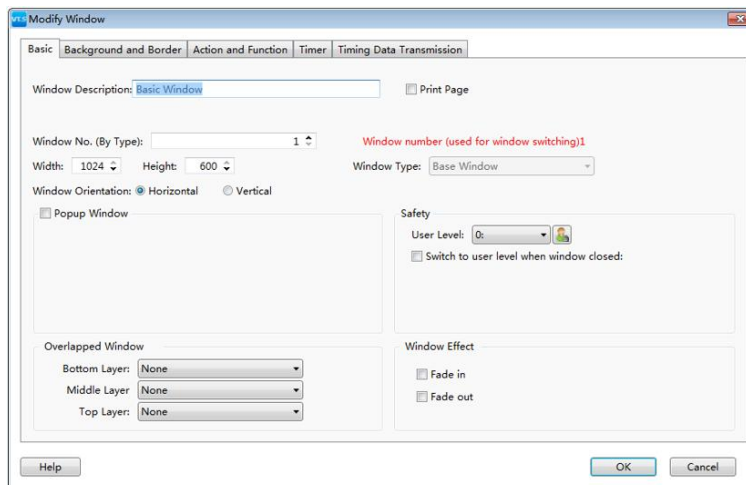 V1.5 Modify Window
Basic Background and Border Action and Function Timer Timing Data Transmission
Window Description: Basic Window Print Page
Window No. (By Type): 1 Window number (used for window switching)1
Width: 1024 Height: 600 Window Type: Base Window
Window Orientation: Horizontal Vertical
Popup Window
Safety
User Level: 0:
Switch to user level when window closed:
Overlapped Window
Bottom Layer: None
Middle Layer None
Top Layer: None
Window Effect
Fade in
Fade out
Help OK Cancel